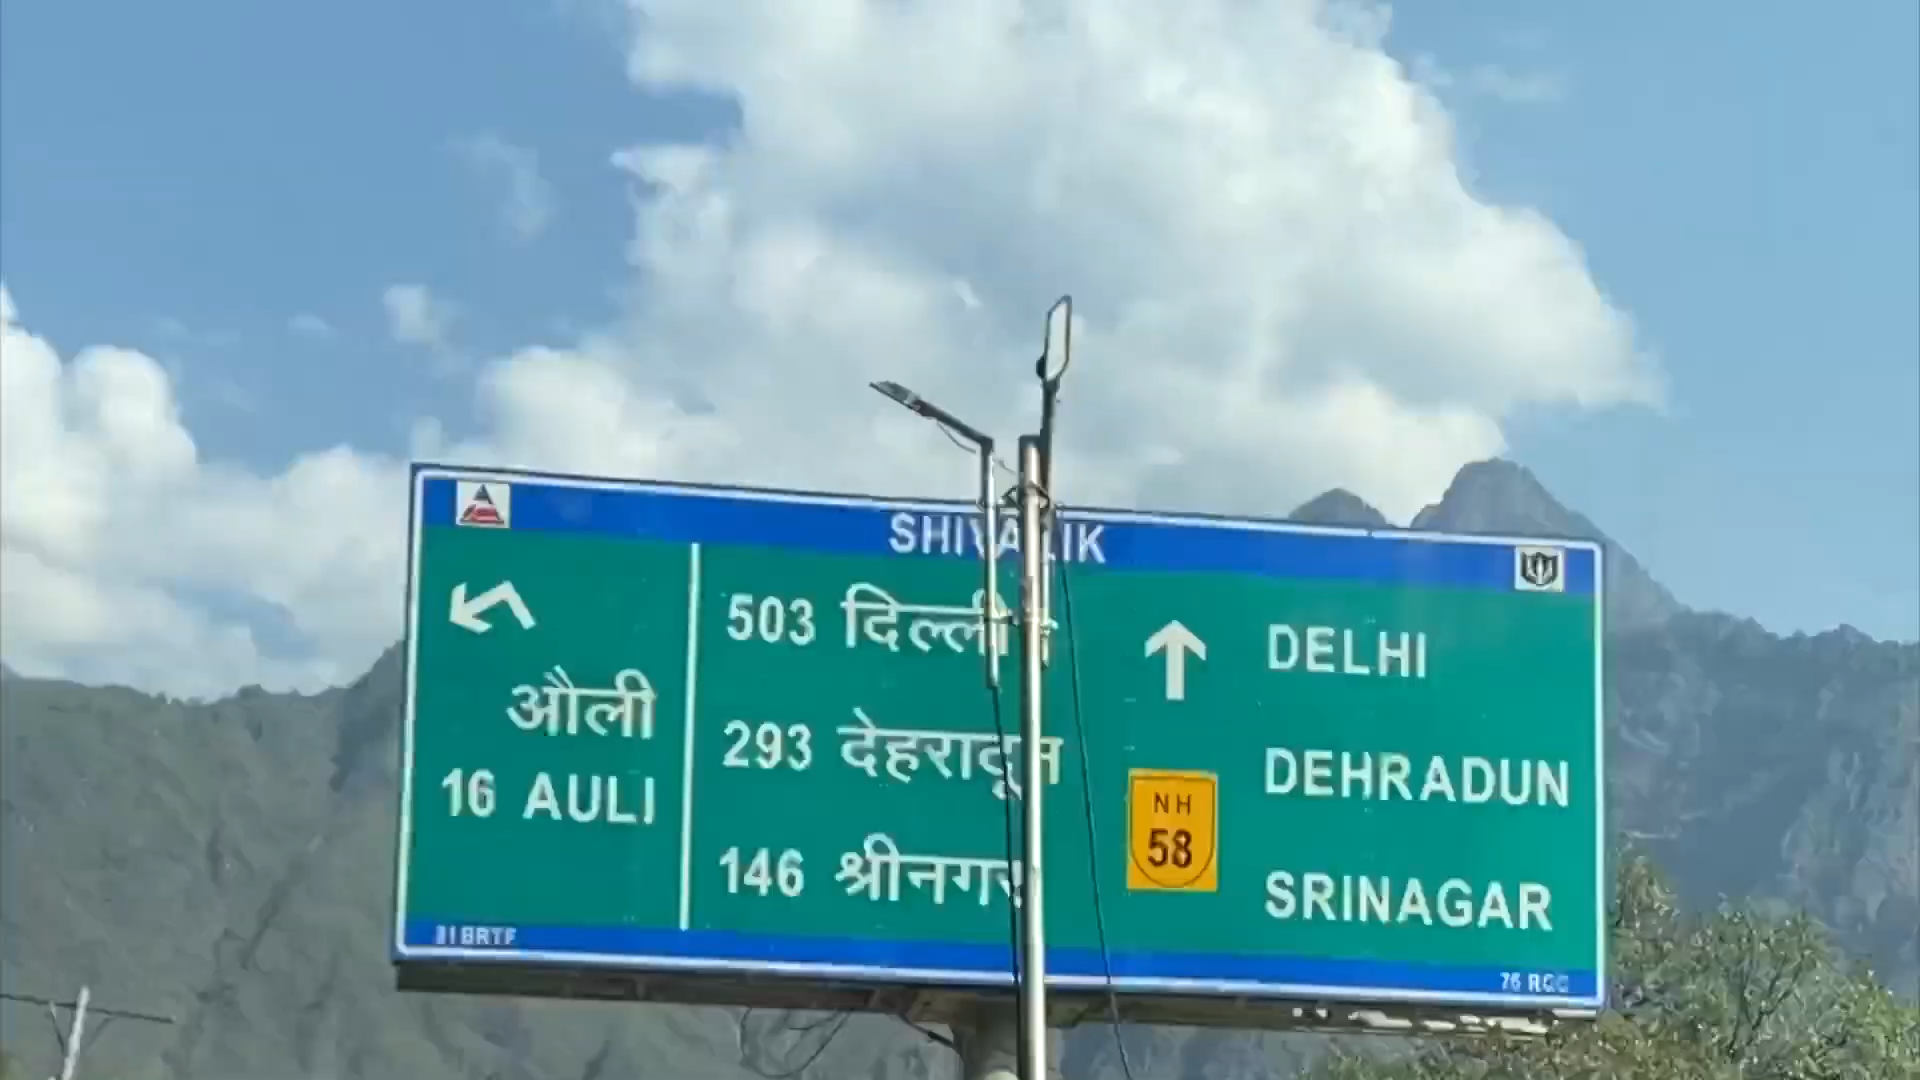 SHIVALIK
औली
16 AULI
503 दिल्ली
293 देहरादून
146 श्रीनगर
NH
58
DELHI
DEHRADUN
SRINAGAR
BRTF
76 RCC